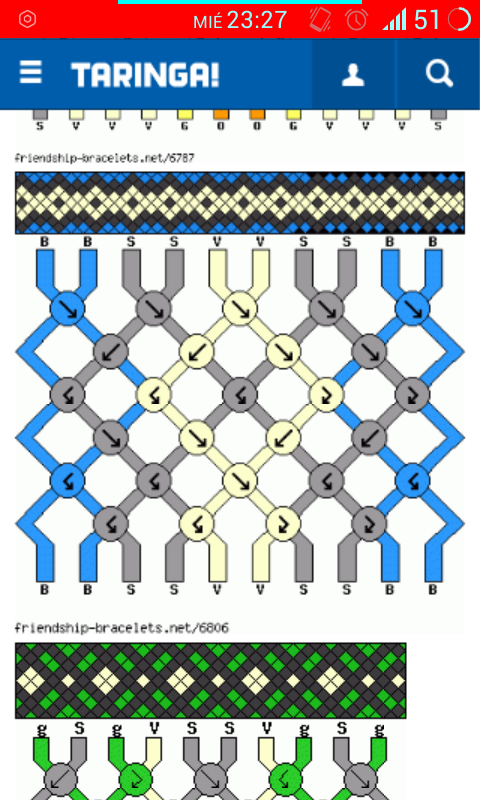 MIÉ 23:27 51
TARINGA!
S V V V G O O G V V V S
friendship-bracelets.net/6787
B B S S V V S S B B
B B S S V V S S B B
friendship-bracelets.net/6806
g S g V S S V g S g